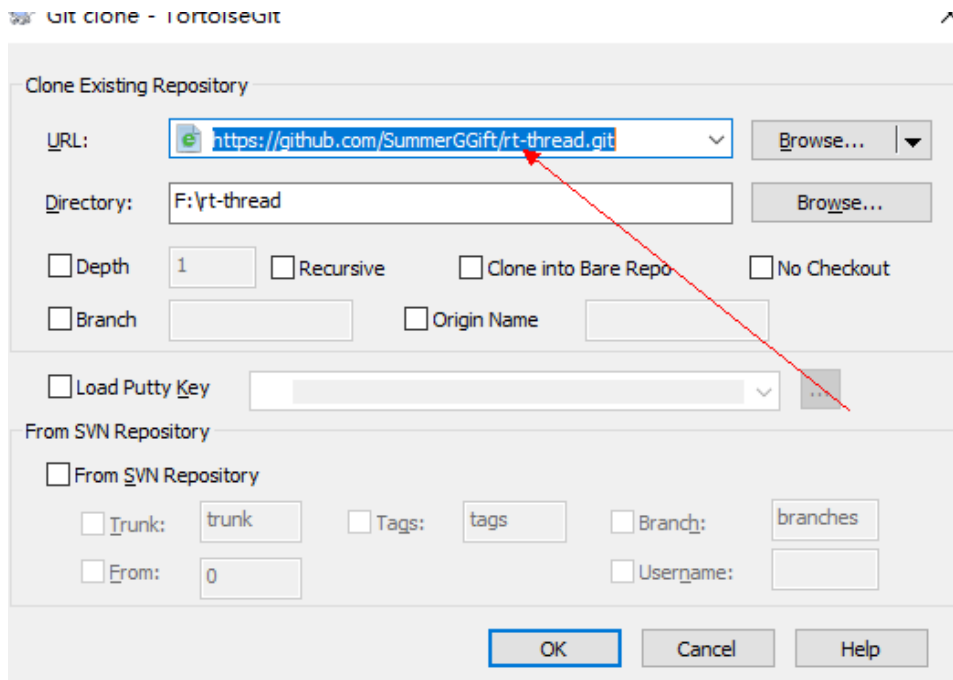 Git clone - TortoiseGit
Clone Existing Repository
URL: https://github.com/SummerGGift/rt-thread.git Browse...
Directory: F:\rt-thread Browse...
Depth 1 Recursive Clone into Bare Repo No Checkout
Branch Origin Name
Load Putty Key ...
From SVN Repository
From SVN Repository
Trunk: trunk Tags: tags Branch: branches
From: 0 Username:
OK Cancel Help